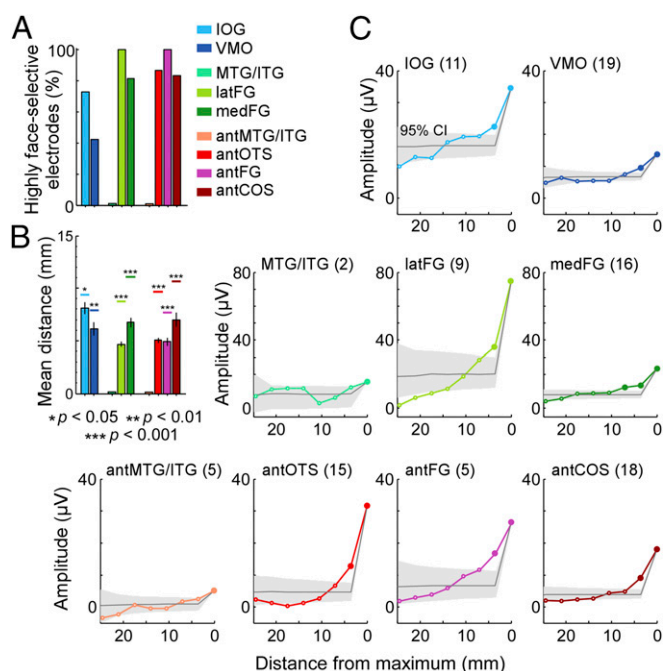 A
Highly face-selective
electrodes (%)
100
0
IOG
VMO
MTG/ITG
latFG
medFG
antMTG/ITG
antOTS
antFG
antCOS
B
Mean distance (mm)
15
0
*
**
***
***
***
***
***
*p < 0.05 **p < 0.01
***p < 0.001
C
IOG (11)
Amplitude (µV)
40
0
95% CI
20 10 0
VMO (19)
40
0
20 10 0
MTG/ITG (2)
Amplitude (µV)
80
40
0
20 10 0
latFG (9)
80
40
0
20 10 0
medFG (16)
80
40
0
20 10 0
antMTG/ITG (5)
Amplitude (µV)
40
0
20 10 0
antOTS (15)
40
0
20 10 0
antFG (5)
40
0
20 10 0
antCOS (18)
40
0
20 10 0
Distance from maximum (mm)